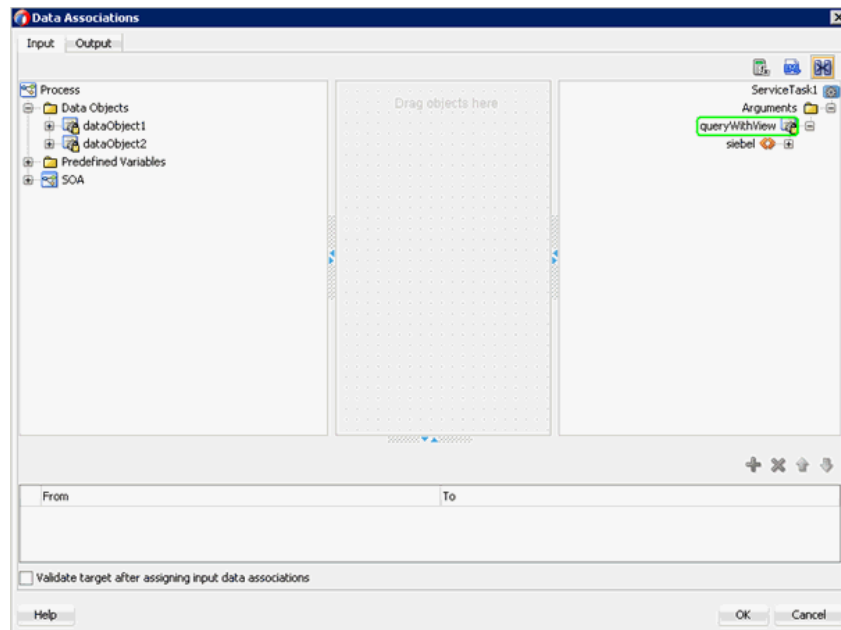 Data Associations
Input Output
Process
Data Objects
dataObject1
dataObject2
Predefined Variables
SOA
Drag objects here
ServiceTask1
Arguments
queryWithView
siebel
From To
Validate target after assigning input data associations
Help OK Cancel